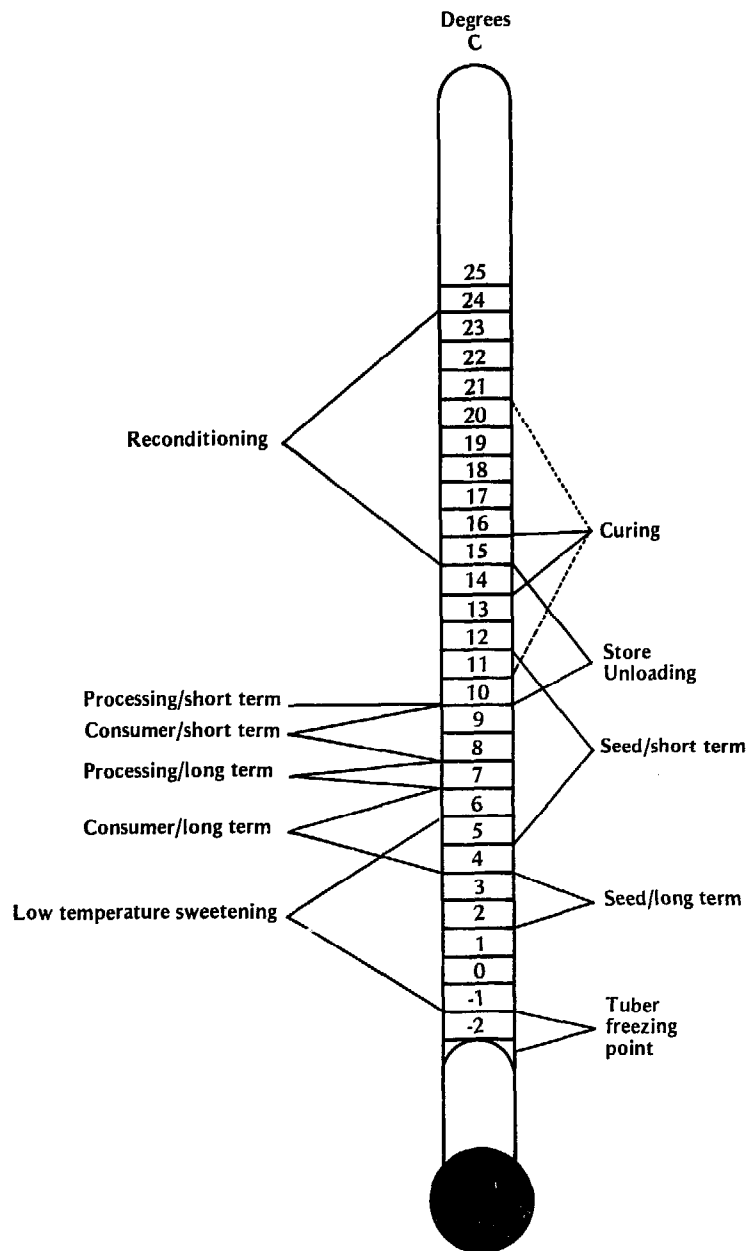 Degrees
C
25
24
23
22
21
20
19
18
17
16
15
14
13
12
11
10
9
8
7
6
5
4
3
2
1
0
-1
-2
Reconditioning
Processing/short term
Consumer/short term
Processing/long term
Consumer/long term
Low temperature sweetening
Curing
Store
Unloading
Seed/short term
Seed/long term
Tuber
freezing
point